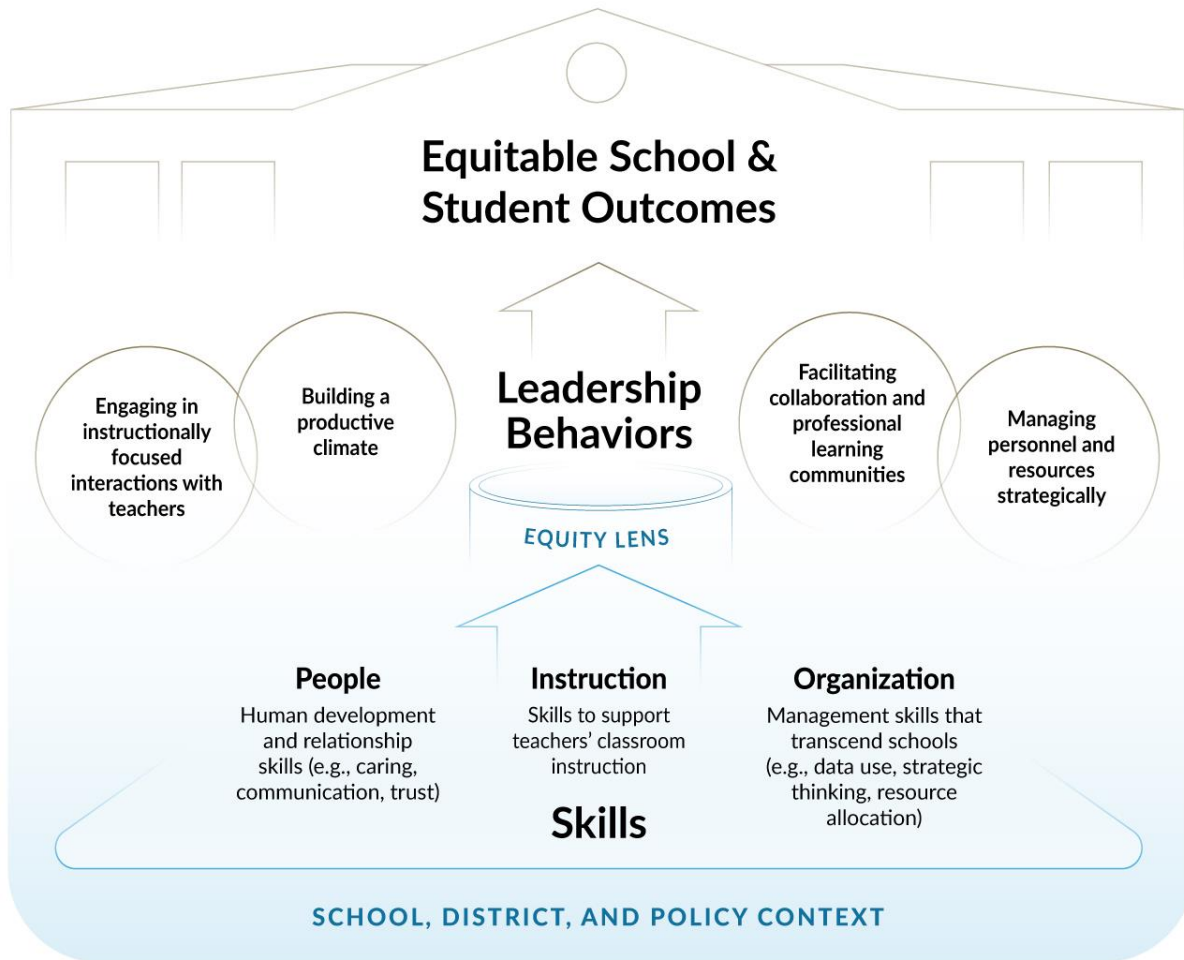 Equitable School &
Student Outcomes
Engaging in
instructionally
focused
interactions with
teachers
Building a
productive
climate
Leadership
Behaviors
Facilitating
collaboration and
professional
learning
communities
Managing
personnel and
resources
strategically
EQUITY LENS
People
Human development
and relationship
skills (e.g., caring,
communication, trust)
Instruction
Skills to support
teachers’ classroom
instruction
Organization
Management skills that
transcend schools
(e.g., data use, strategic
thinking, resource
allocation)
Skills
SCHOOL, DISTRICT, AND POLICY CONTEXT